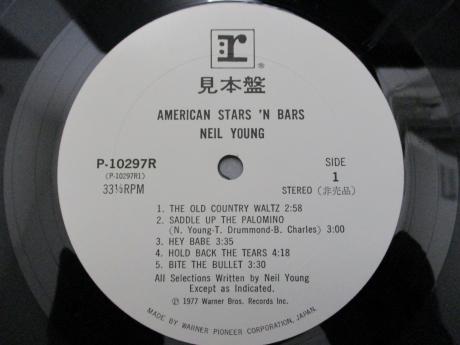 r
®
見本盤
AMERICAN STARS 'N BARS
NEIL YOUNG
P-10297R
(P-10297R1)
33⅓RPM
SIDE
1
STEREO (非売品)
1. THE OLD COUNTRY WALTZ 2:58
2. SADDLE UP THE PALOMINO
(N. Young-T. Drummond-B. Charles) 3:00
3. HEY BABE 3:35
4. HOLD BACK THE TEARS 4:18
5. BITE THE BULLET 3:30
All Selections Written by Neil Young
Except as Indicated.
℗ 1977 Warner Bros. Records Inc.
MADE BY WARNER PIONEER CORPORATION, JAPAN